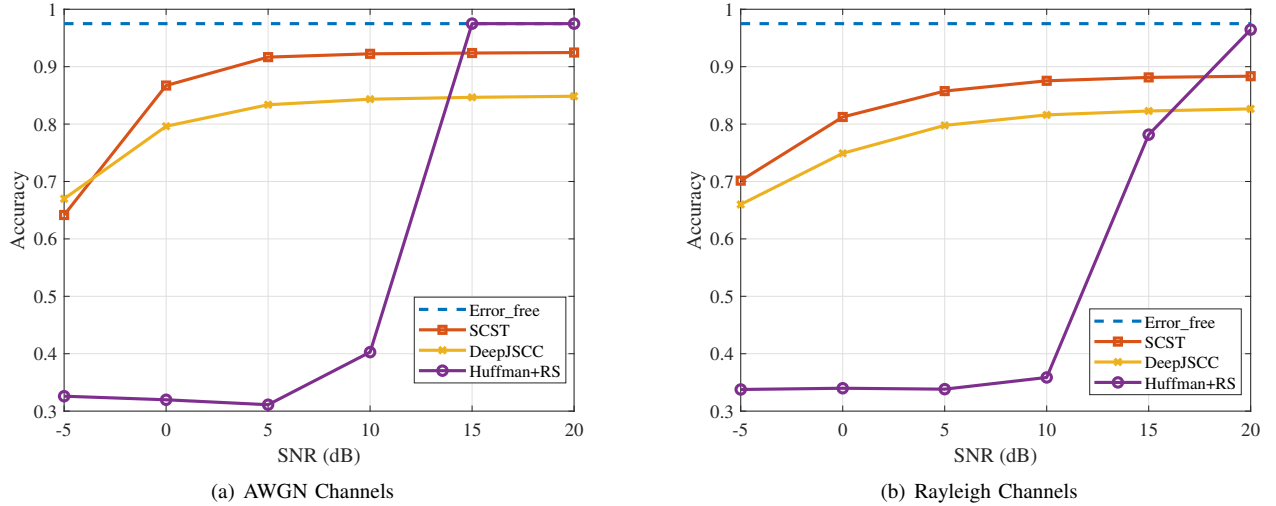 1
0.9
0.8
0.7
0.6
0.5
0.4
0.3
Accuracy
-5 0 5 10 15 20
SNR (dB)
Error_free
SCST
DeepJSCC
Huffman+RS
(a) AWGN Channels
1
0.9
0.8
0.7
0.6
0.5
0.4
0.3
Accuracy
-5 0 5 10 15 20
SNR (dB)
Error_free
SCST
DeepJSCC
Huffman+RS
(b) Rayleigh Channels